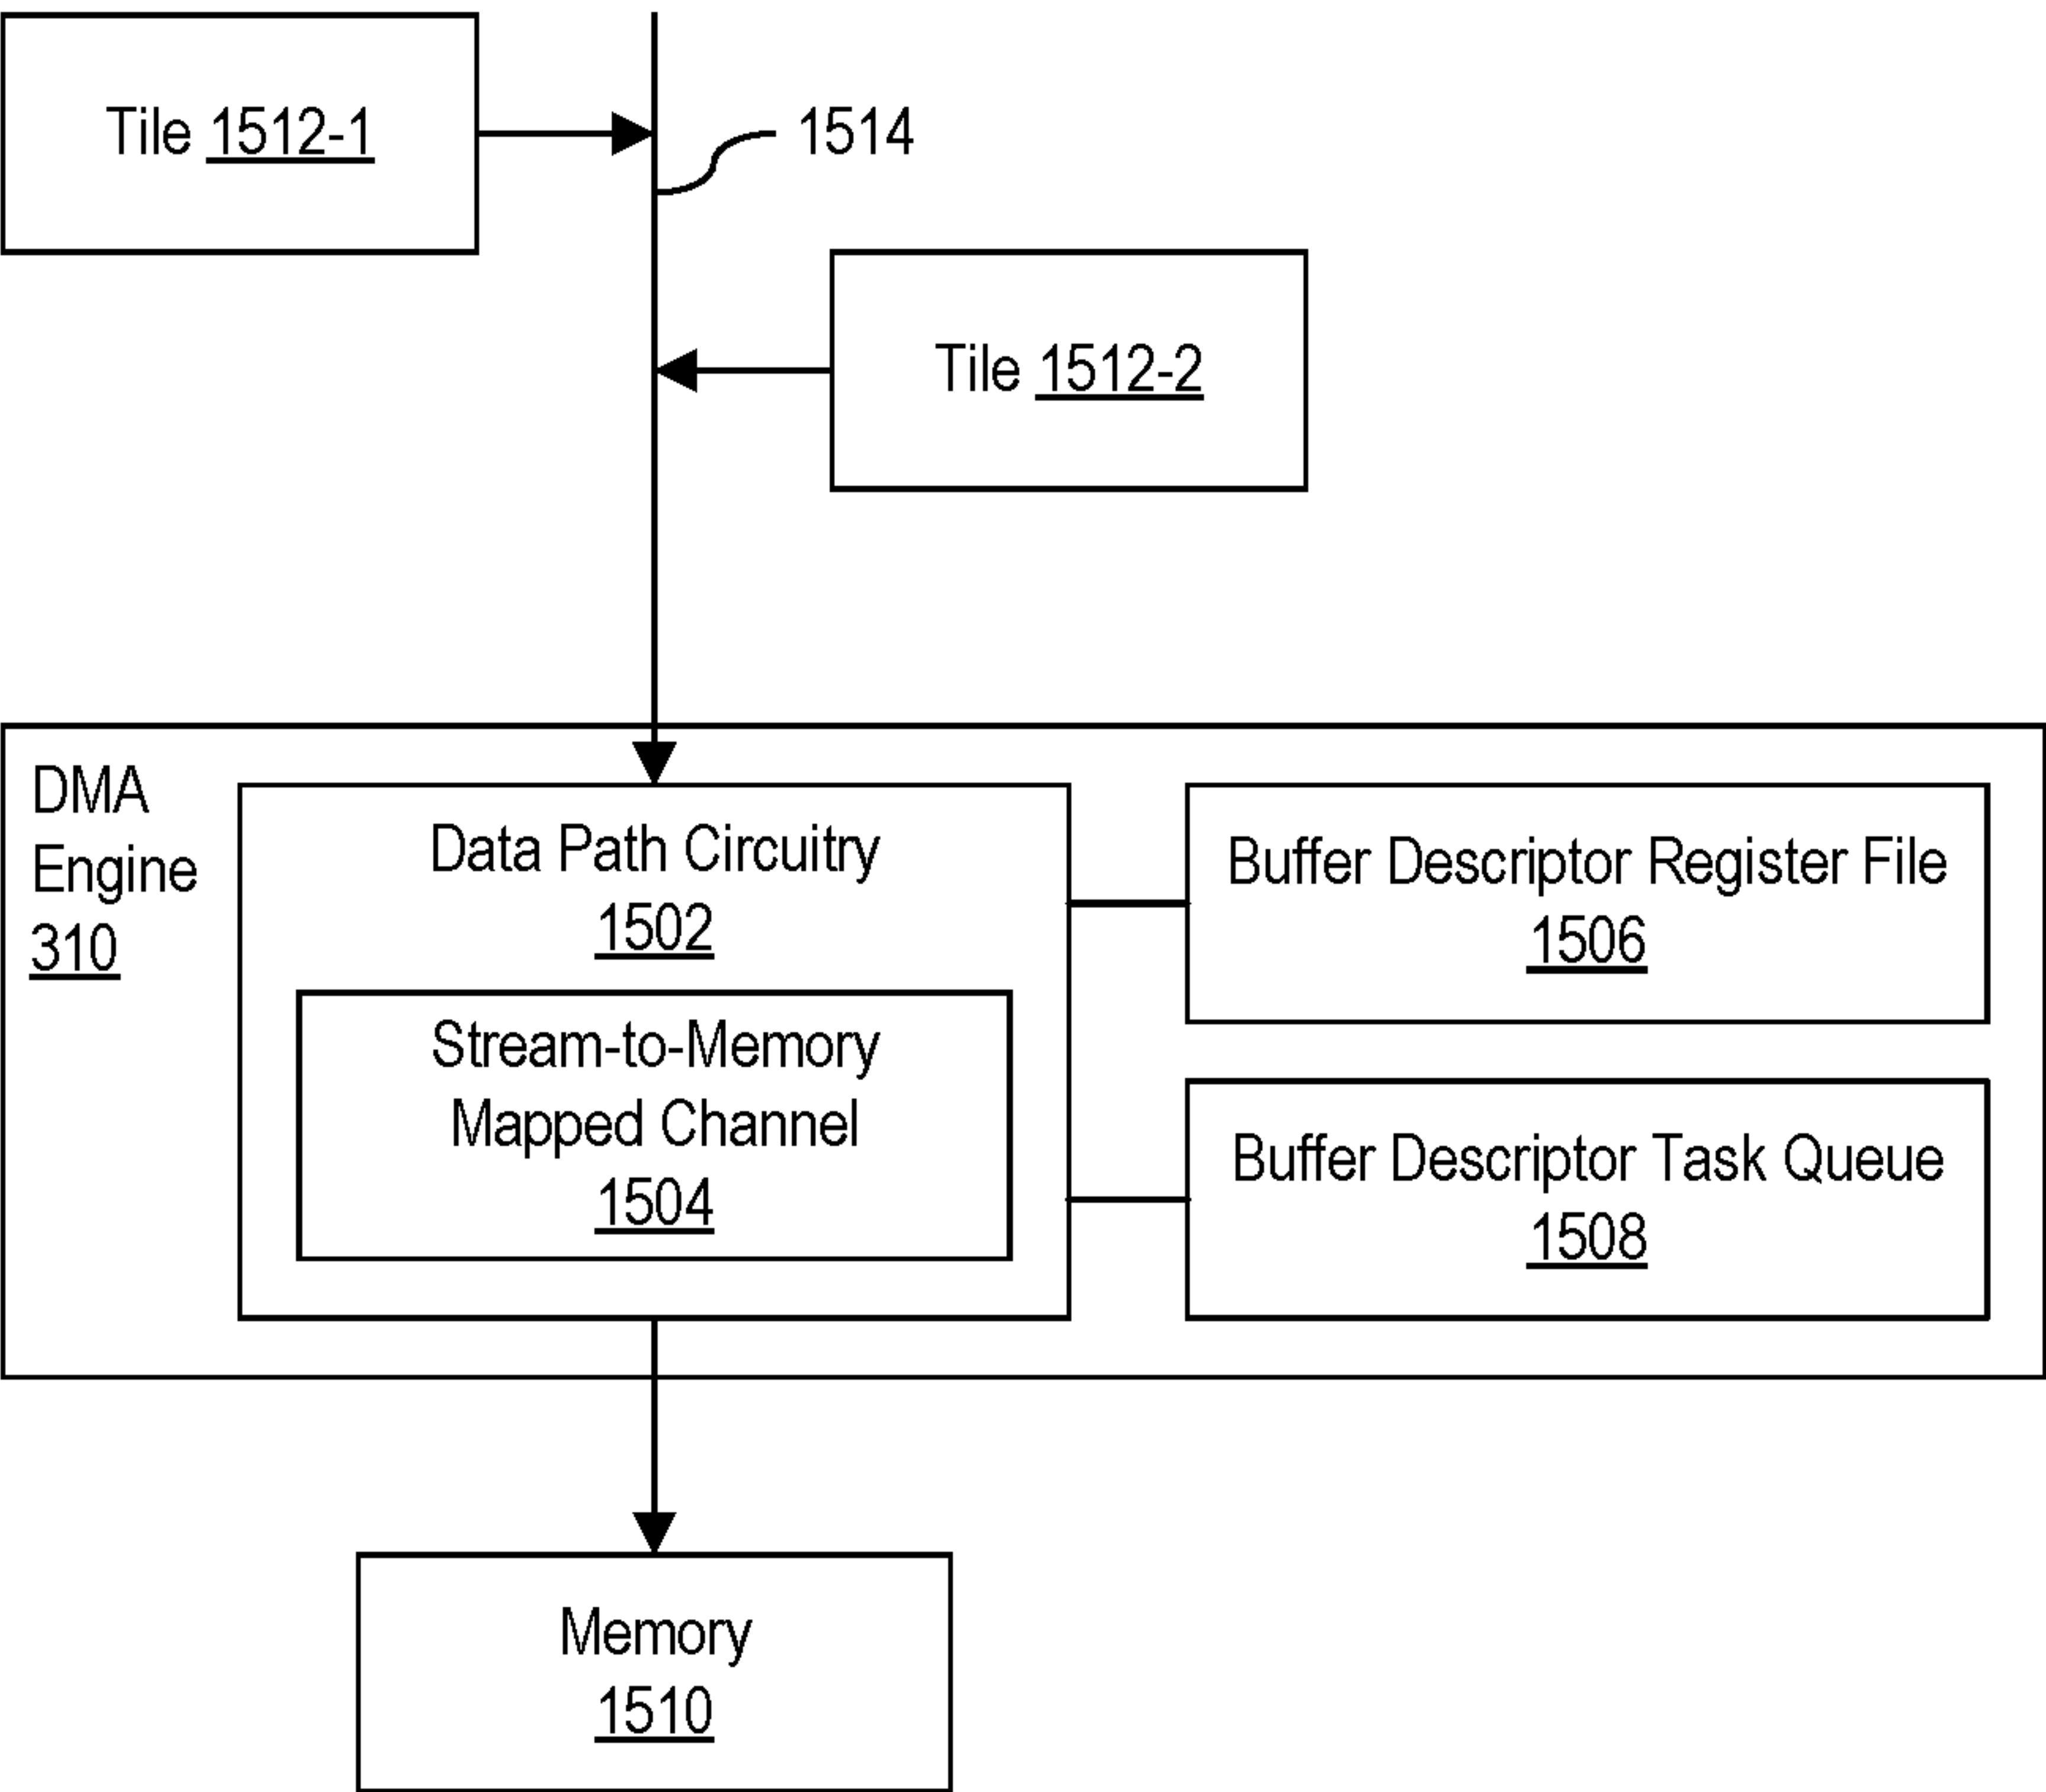 Tile 1512-1
1514
Tile 1512-2
DMA
Engine
310
Data Path Circuitry
1502
Stream-to-Memory
Mapped Channel
1504
Buffer Descriptor Register File
1506
Buffer Descriptor Task Queue
1508
Memory
1510